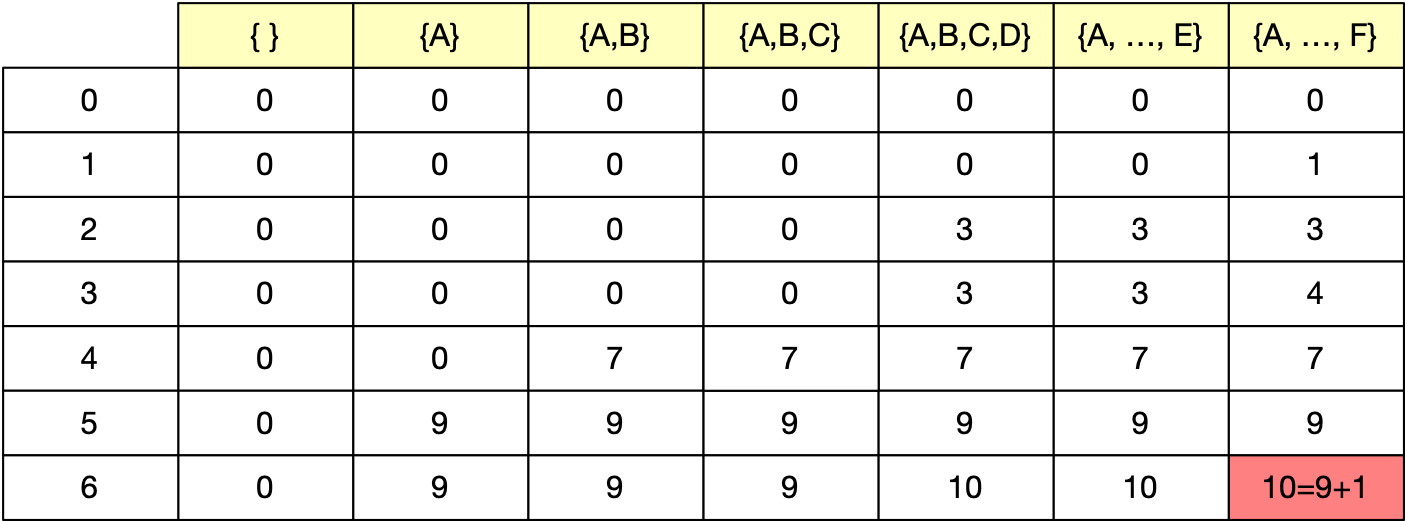 { } {A} {A,B} {A,B,C} {A,B,C,D} {A, …, E} {A, …, F}
0 0 0 0 0 0 0 0
1 0 0 0 0 0 0 1
2 0 0 0 0 3 3 3
3 0 0 0 0 3 3 4
4 0 0 7 7 7 7 7
5 0 9 9 9 9 9 9
6 0 9 9 9 10 10 10=9+1